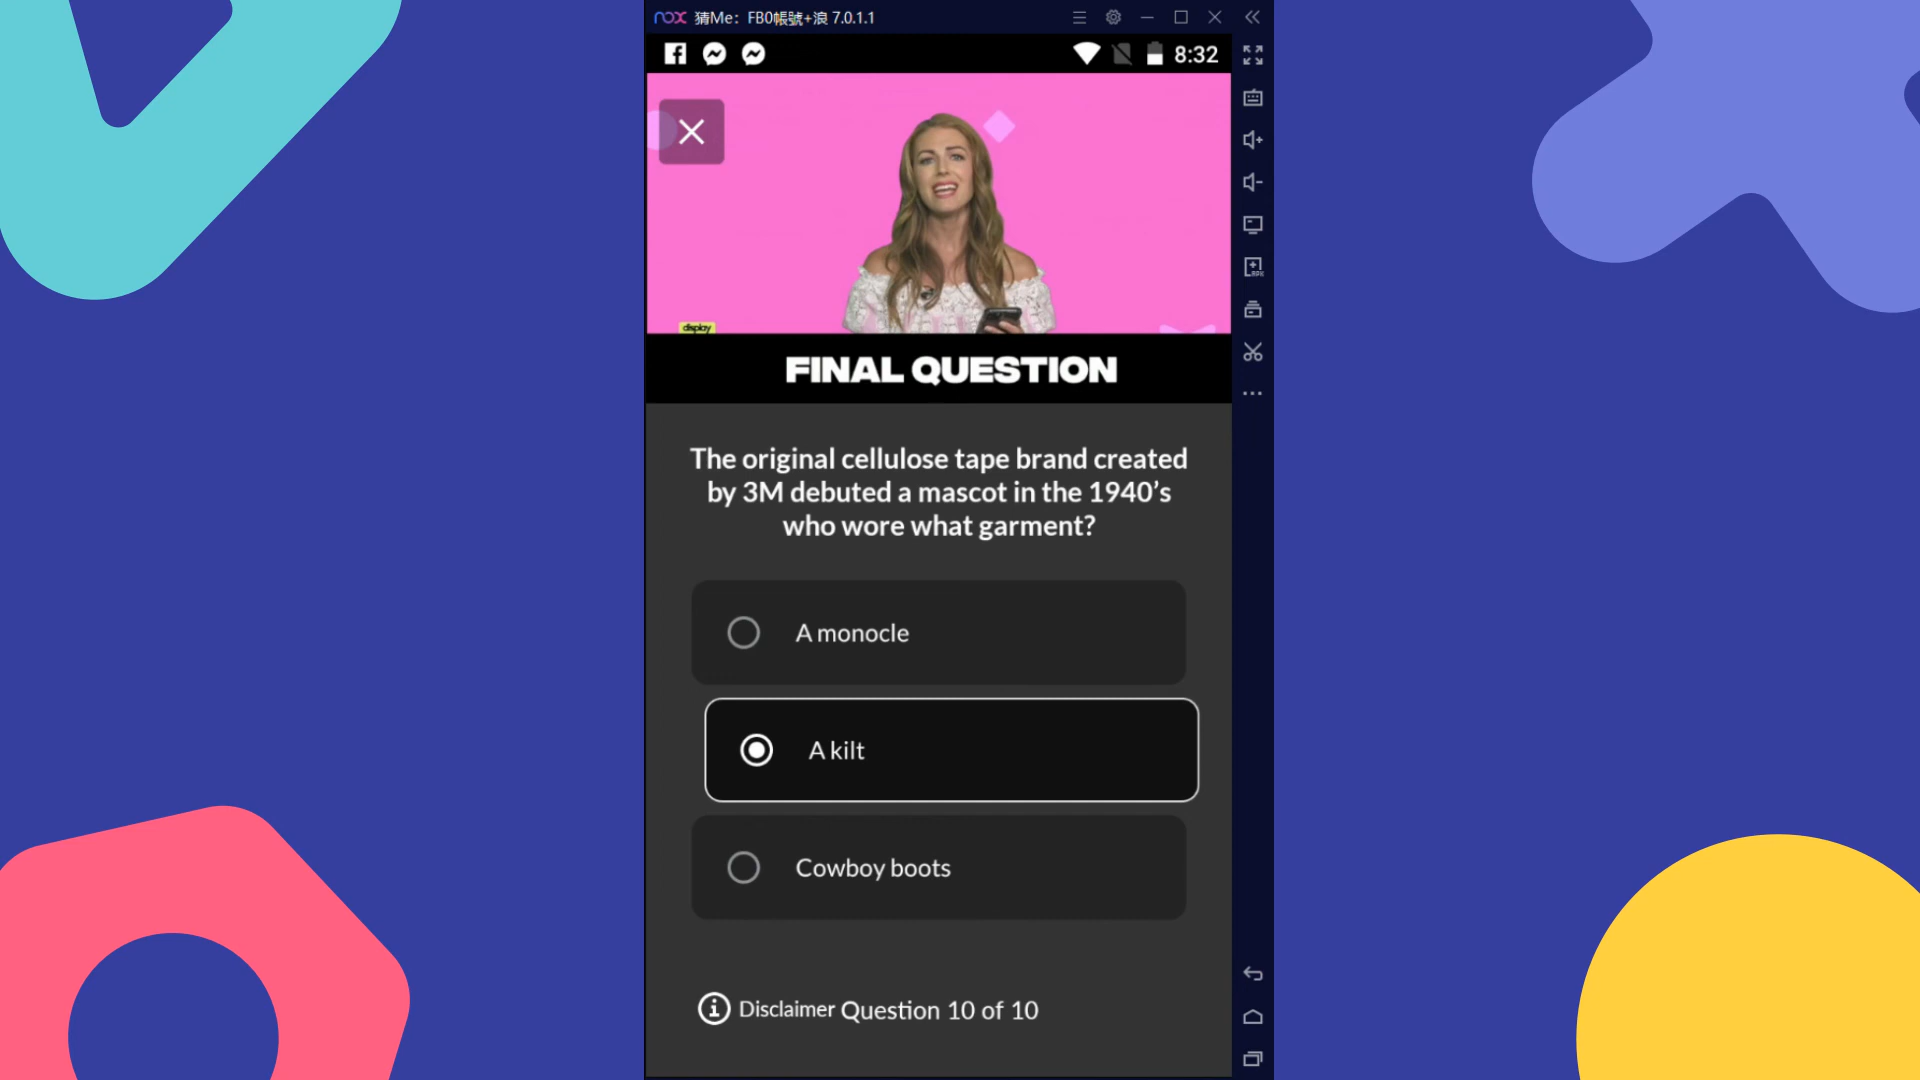 nox 猜Me： FB0帳號+浪 7.0.1.1
8:32
display
FINAL QUESTION
The original cellulose tape brand created
by 3M debuted a mascot in the 1940’s
who wore what garment?
A monocle
A kilt
Cowboy boots
Disclaimer Question 10 of 10